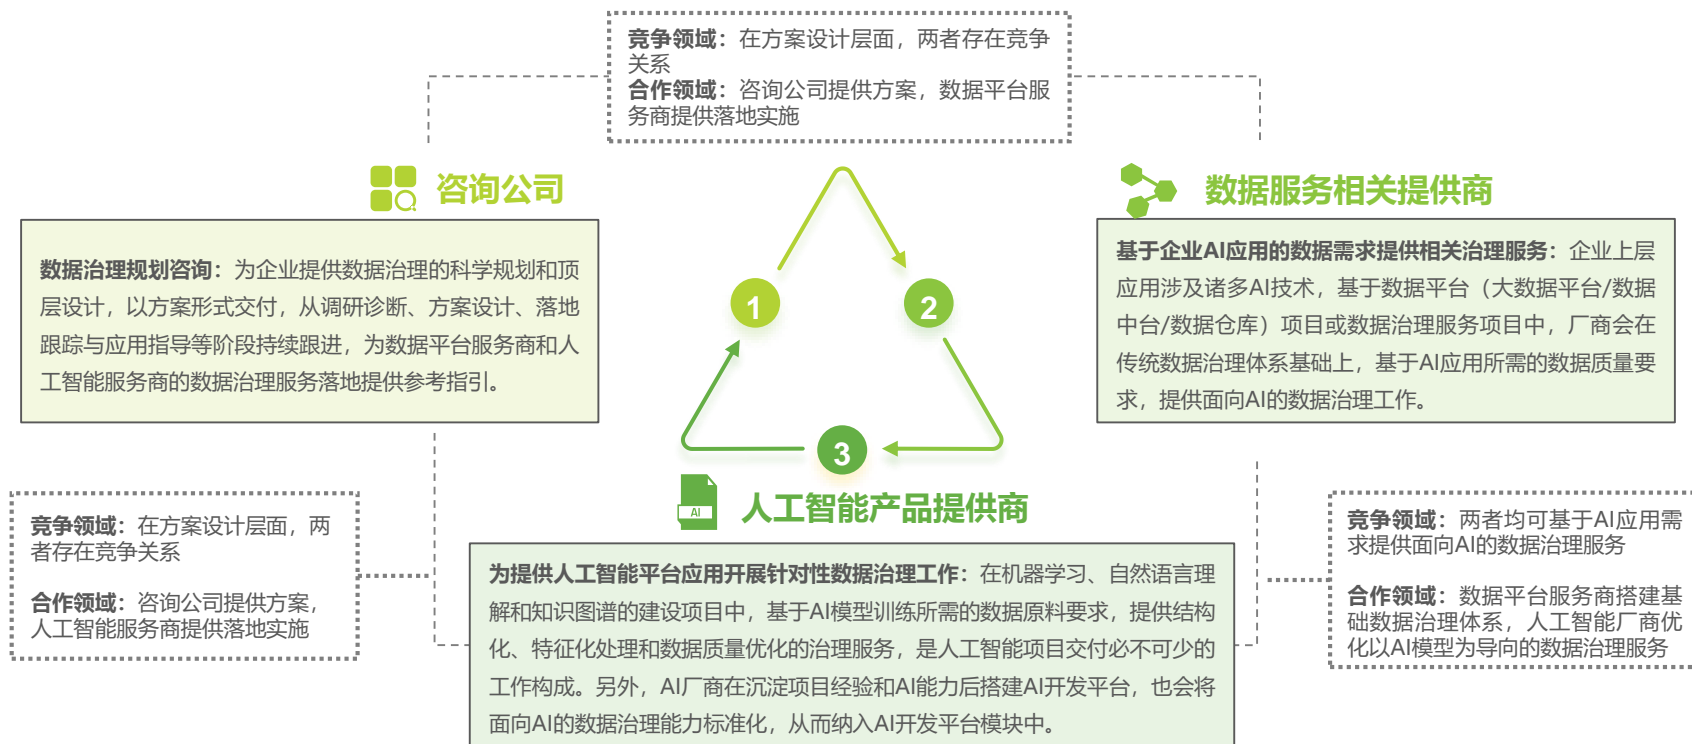 竞争领域：在方案设计层面，两者存在竞争
关系
合作领域：咨询公司提供方案，数据平台服
务商提供落地实施
咨询公司
数据服务相关提供商
数据治理规划咨询：为企业提供数据治理的科学规划和顶
层设计，以方案形式交付，从调研诊断、方案设计、落地
跟踪与应用指导等阶段持续跟进，为数据平台服务商和人
工智能服务商的数据治理服务落地提供参考指引。
1
2
基于企业AI应用的数据需求提供相关治理服务：企业上层
应用涉及诸多AI技术，基于数据平台（大数据平台/数据
中台/数据仓库）项目或数据治理服务项目中，厂商会在
传统数据治理体系基础上，基于AI应用所需的数据质量要
求，提供面向AI的数据治理工作。
3
AI
人工智能产品提供商
竞争领域：在方案设计层面，两
者存在竞争关系
合作领域：咨询公司提供方案，
人工智能服务商提供落地实施
为提供人工智能平台应用开展针对性数据治理工作：在机器学习、自然语言理
解和知识图谱的建设项目中，基于AI模型训练所需的数据原料要求，提供结构
化、特征化处理和数据质量优化的治理服务，是人工智能项目交付必不可少的
工作构成。另外，AI厂商在沉淀项目经验和AI能力后搭建AI开发平台，也会将
面向AI的数据治理能力标准化，从而纳入AI开发平台模块中。
竞争领域：两者均可基于AI应用需
求提供面向AI的数据治理服务
合作领域：数据平台服务商搭建基
础数据治理体系，人工智能厂商优
化以AI模型为导向的数据治理服务